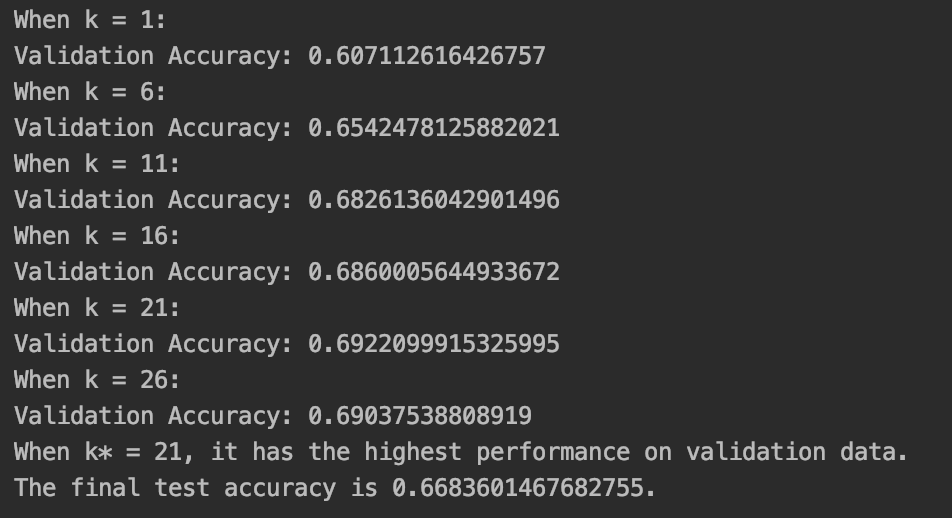 When k = 1:
Validation Accuracy: 0.607112616426757
When k = 6:
Validation Accuracy: 0.6542478125882021
When k = 11:
Validation Accuracy: 0.6826136042901496
When k = 16:
Validation Accuracy: 0.6860005644933672
When k = 21:
Validation Accuracy: 0.6922099915325995
When k = 26:
Validation Accuracy: 0.69037538808919
When k* = 21, it has the highest performance on validation data.
The final test accuracy is 0.6683601467682755.